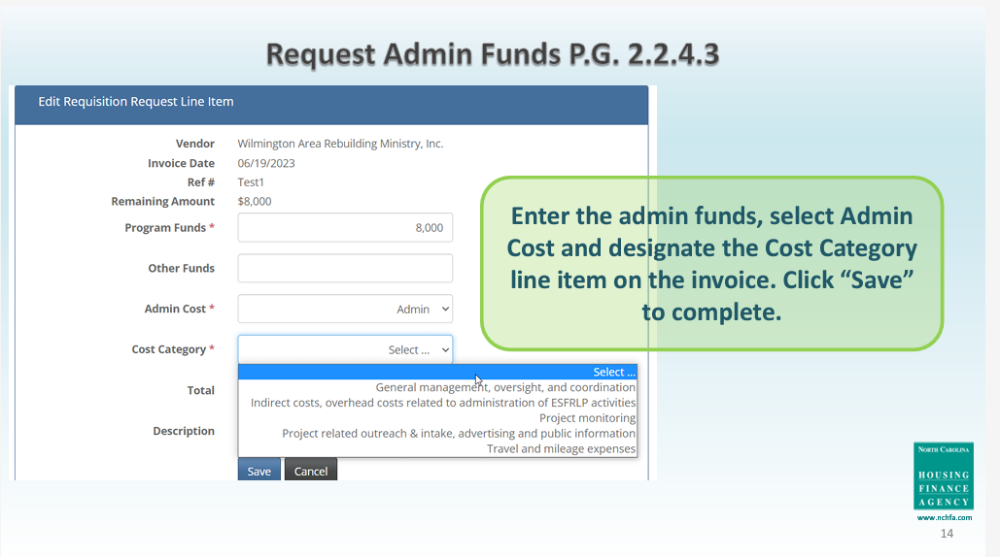 Request Admin Funds P.G. 2.2.4.3
Edit Requisition Request Line Item
Vendor Wilmington Area Rebuilding Ministry, Inc.
Invoice Date 06/19/2023
Ref # Test1
Remaining Amount $8,000
Program Funds * 8,000
Other Funds
Admin Cost * Admin
Cost Category * Select ...
Select ...
General management, oversight, and coordination
Indirect costs, overhead costs related to administration of ESFRLP activities
Project monitoring
Project related outreach & intake, advertising and public information
Travel and mileage expenses
Total
Description
Save Cancel
Enter the admin funds, select Admin
Cost and designate the Cost Category
line item on the invoice. Click “Save”
to complete.
North Carolina
HOUSING
FINANCE
AGENCY
www.nchfa.com
14